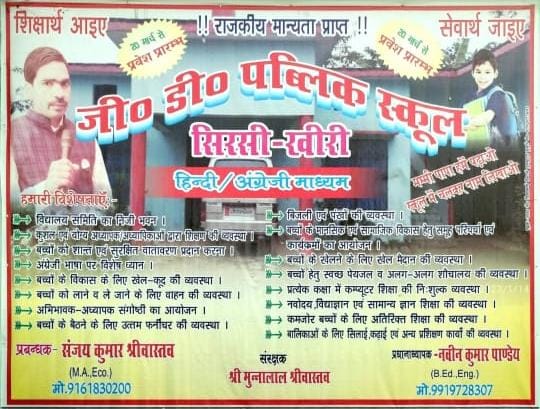 शिक्षार्थ आइए
!! राजकीय मान्यता प्राप्त !!
सेवार्थ जाइए
20 मार्च से
प्रवेश प्रारम्भ
20 मार्च से
प्रवेश प्रारम्भ
जी० डी० पब्लिक स्कूल
सिरसी-खीरी
हिन्दी/अंग्रेजी माध्यम
मम्मी पापा हमें पढ़ाओ
स्कूल में चलकर नाम लिखाओ
हमारी विशेषताएँ:-
विद्यालय समिति का निजी भवन ।
कुशल एवं योग्य अध्यापक/अध्यापिकाओं द्वारा शिक्षण की व्यवस्था ।
बच्चों को शान्त एवं सुरक्षित वातावरण प्रदान करना ।
अंग्रेजी भाषा पर विशेष ध्यान ।
बच्चों के विकास के लिए खेल-कूद की व्यवस्था ।
बच्चों को लाने व ले जाने के लिए वाहन की व्यवस्था ।
अभिभावक-अध्यापक संगोष्ठी का आयोजन ।
बच्चों के बैठने के लिए उत्तम फर्नीचर की व्यवस्था ।
बिजली एवं पंखों की व्यवस्था ।
बच्चों के मानसिक एवं सामाजिक विकास हेतु समूह परिचर्चा एवं
कार्यक्रमों का आयोजन ।
बच्चों के खेलने के लिए खेल मैदान की व्यवस्था ।
बच्चों हेतु स्वच्छ पेयजल व अलग-अलग शौचालय की व्यवस्था ।
प्रत्येक कक्षा में कम्प्यूटर शिक्षा की निःशुल्क व्यवस्था ।
नवोदय,विद्याज्ञान एवं सामान्य ज्ञान शिक्षा की व्यवस्था ।
कमजोर बच्चों के लिए अतिरिक्त शिक्षा की व्यवस्था ।
बालिकाओं के लिए सिलाई,कढ़ाई एवं अन्य प्रशिक्षण कार्यों की व्यवस्था ।
प्रबन्धक- संजय कुमार श्रीवास्तव
(M.A.,Eco.)
मो.9161830200
संरक्षक
श्री मुन्नालाल श्रीवास्तव
प्रधानाध्यापक- नवीन कुमार पाण्डेय
(B.Ed.,Eng.)
मो.9919728307